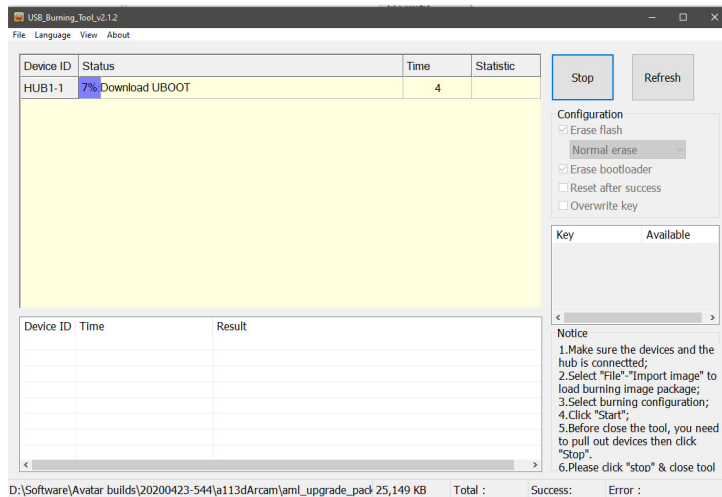 USB_Burning_Tool_v2.1.2
File Language View About
Device ID Status Time Statistic
HUB1-1 7%:Download UBOOT 4
Stop Refresh
Configuration
Erase flash
Normal erase
Erase bootloader
Reset after success
Overwrite key
Key Available
Device ID Time Result
Notice
1.Make sure the devices and the
hub is connectted;
2.Select "File"-"Import image" to
load burning image package;
3.Select burning configuration;
4.Click "Start";
5.Before close the tool, you need
to pull out devices then click
"Stop".
6.Please click "stop" & close tool
D:\Software\Avatar builds\20200423-544\a113dArcam\aml_upgrade_pack 25,149 KB Total : Success: Error :